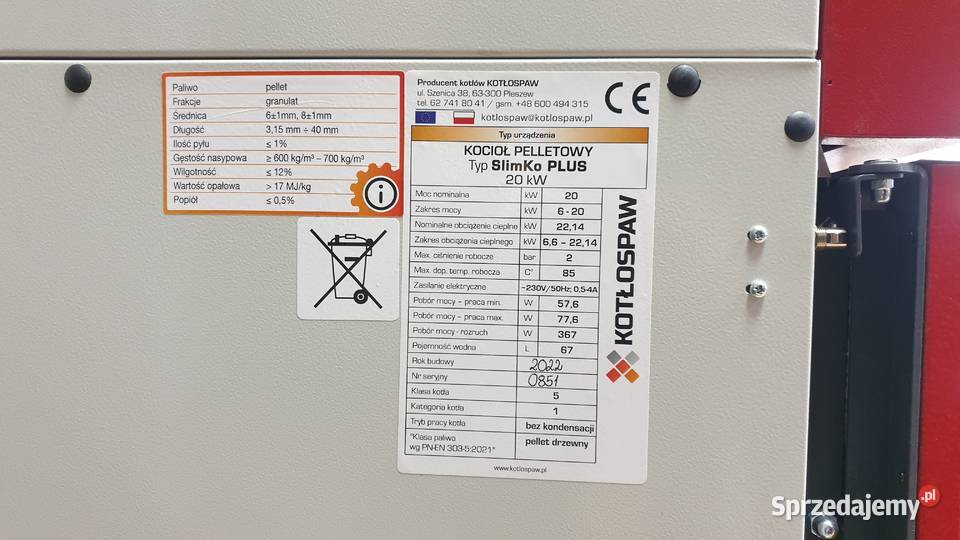 Paliwo pellet
Frakcje granulat
Średnica 6±1mm, 8±1mm
Długość 3,15 mm ÷ 40 mm
Ilość pyłu ≤ 1%
Gęstość nasypowa ≥ 600 kg/m³ – 700 kg/m³
Wilgotność ≤ 12%
Wartość opałowa > 17 MJ/kg
Popiół ≤ 0,5%
i
Producent kotłów KOTŁOSPAW
ul. Szenica 38, 63-300 Pleszew
tel. 62 741 80 41 / gsm. +48 600 494 315
kotlospaw@kotlospaw.pl
CE
Typ urządzenia
KOCIOŁ PELLETOWY
Typ SlimKo PLUS
20 kW
Moc nominalna kW 20
Zakres mocy kW 6 - 20
Nominalne obciążenie cieplne kW 22,14
Zakres obciążenia cieplnego kW 6,6 – 22,14
Max. ciśnienie robocze bar 2
Max. dop. temp. robocza C° 85
Zasilanie elektryczne ~230V/50Hz; 0,5-4A
Pobór mocy – praca min. W 57,6
Pobór mocy – praca max. W 77,6
Pobór mocy - rozruch W 367
Pojemność wodna L 67
Rok budowy 2022
Nr seryjny 0851
Klasa kotła 5
Kategoria kotła 1
Tryb pracy kotła bez kondensacji
"Klasa paliwa
wg PN-EN 303-5:2021" pellet drzewny
www.kotlospaw.pl
KOTŁOSPAW
Sprzedajemy.pl